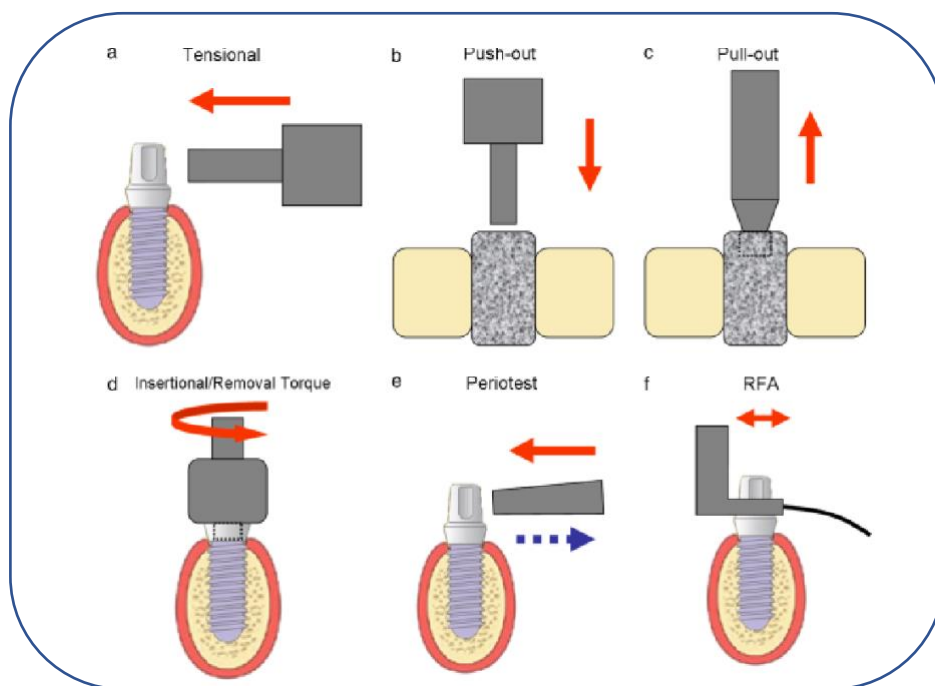 a Tensional
b Push-out
c Pull-out
d Insertional/Removal Torque
e Periotest
f RFA